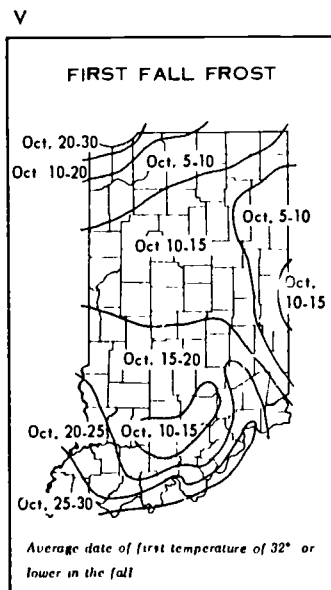 V
FIRST FALL FROST
Oct. 20-30
Oct 10-20
Oct. 5-10
Oct. 5-10
Oct 10-15
Oct.
10-15
Oct. 15-20
Oct. 20-25
Oct. 10-15
Oct. 25-30
Average date of first temperature of 32° or
lower in the fall